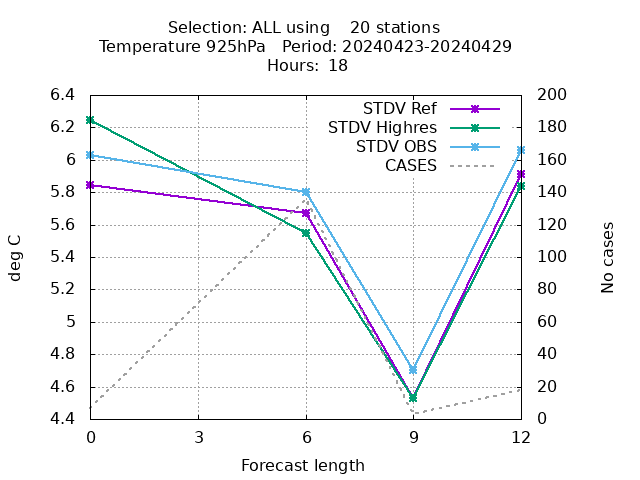 Selection: ALL using    20 stations
Temperature 925hPa   Period: 20240423-20240429
Hours: 18
6.4 200
STDV Ref
6.2 180
STDV Highres
STDV OBS
6 160
CASES
5.8 140
5.6 120
5.4 100
deg C
No cases
5.2 80
5 60
4.8 40
4.6 20
4.4 0
0 3 6 9 12
Forecast length